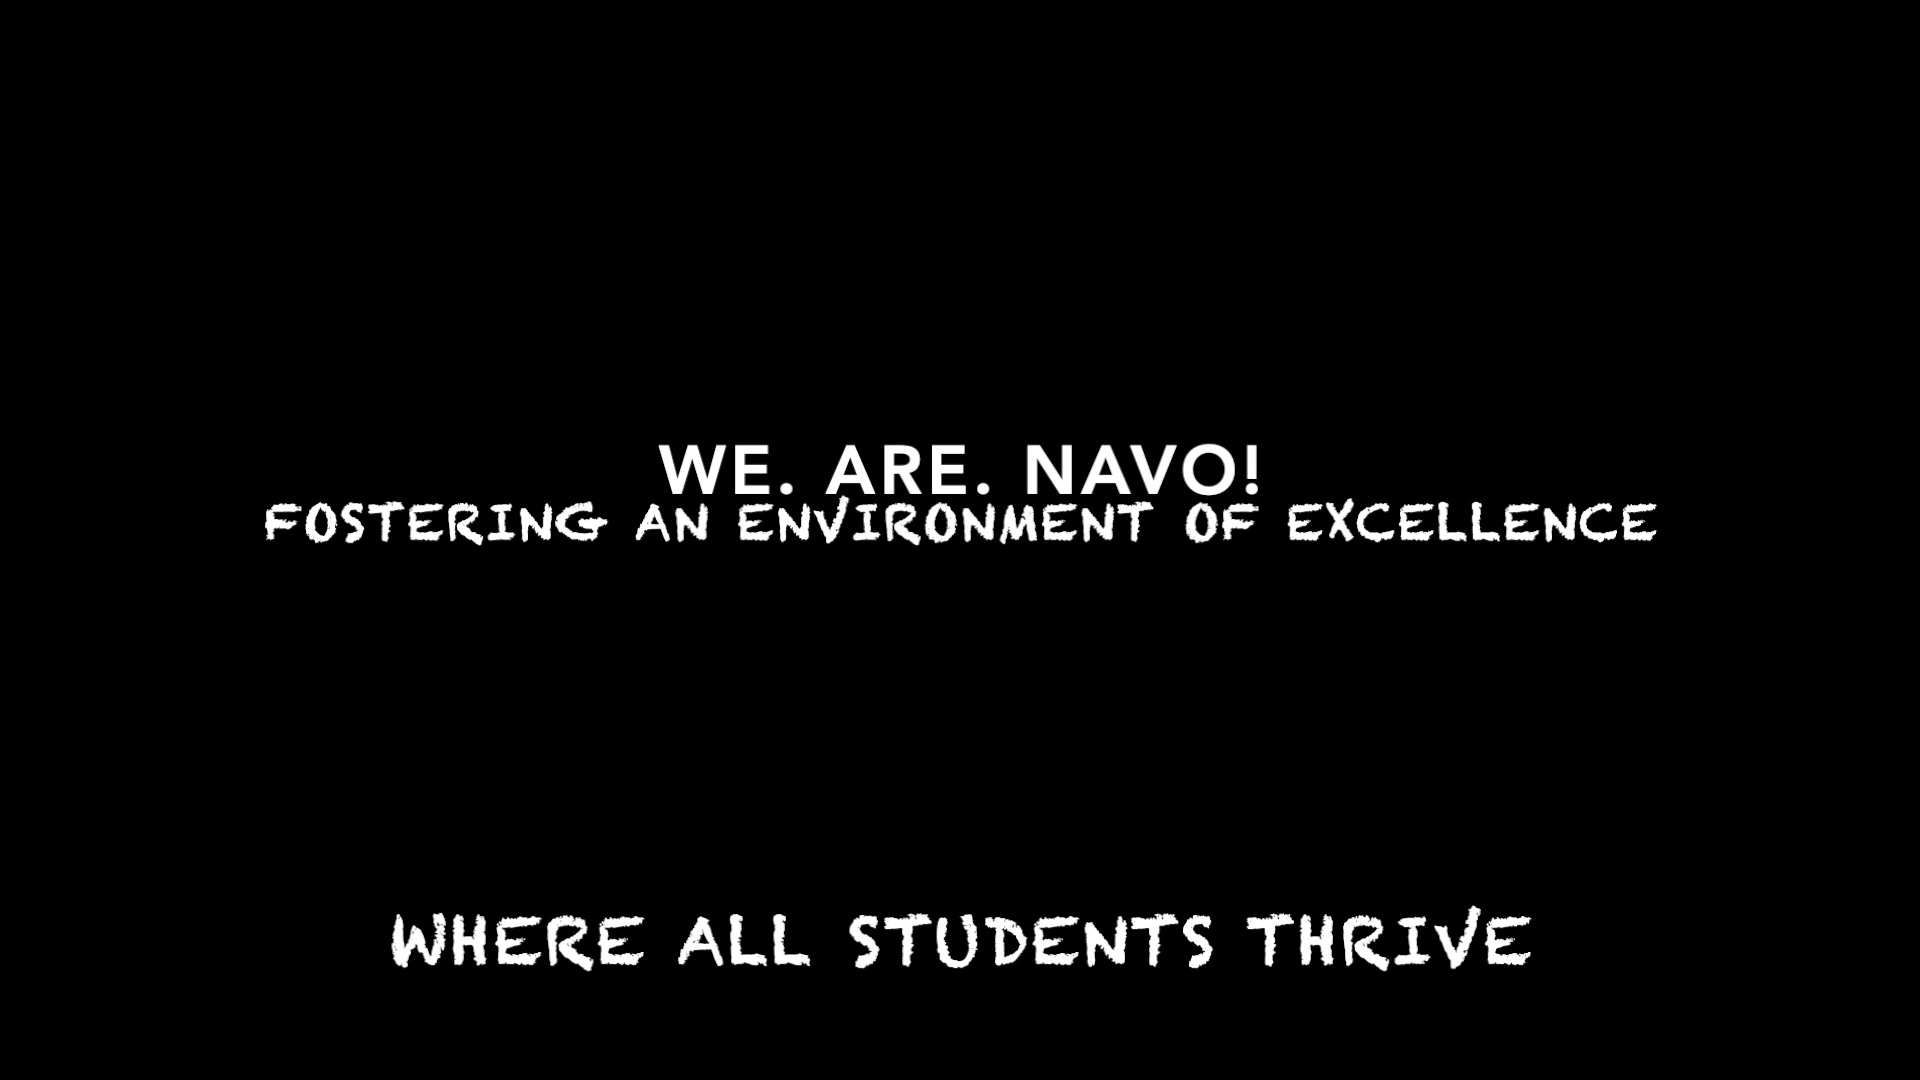 WE. ARE. NAVO!
FOSTERING AN ENVIRONMENT OF EXCELLENCE
WHERE ALL STUDENTS THRIVE